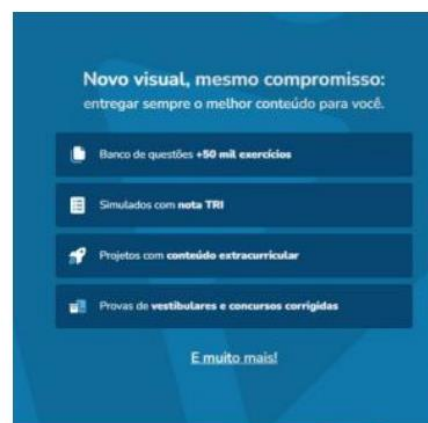 Novo visual, mesmo compromisso:
entregar sempre o melhor conteúdo para você.
Banco de questões +50 mil exercícios
Simulados com nota TRI
Projetos com conteúdo extracurricular
Provas de vestibulares e concursos corrigidas
E muito mais!